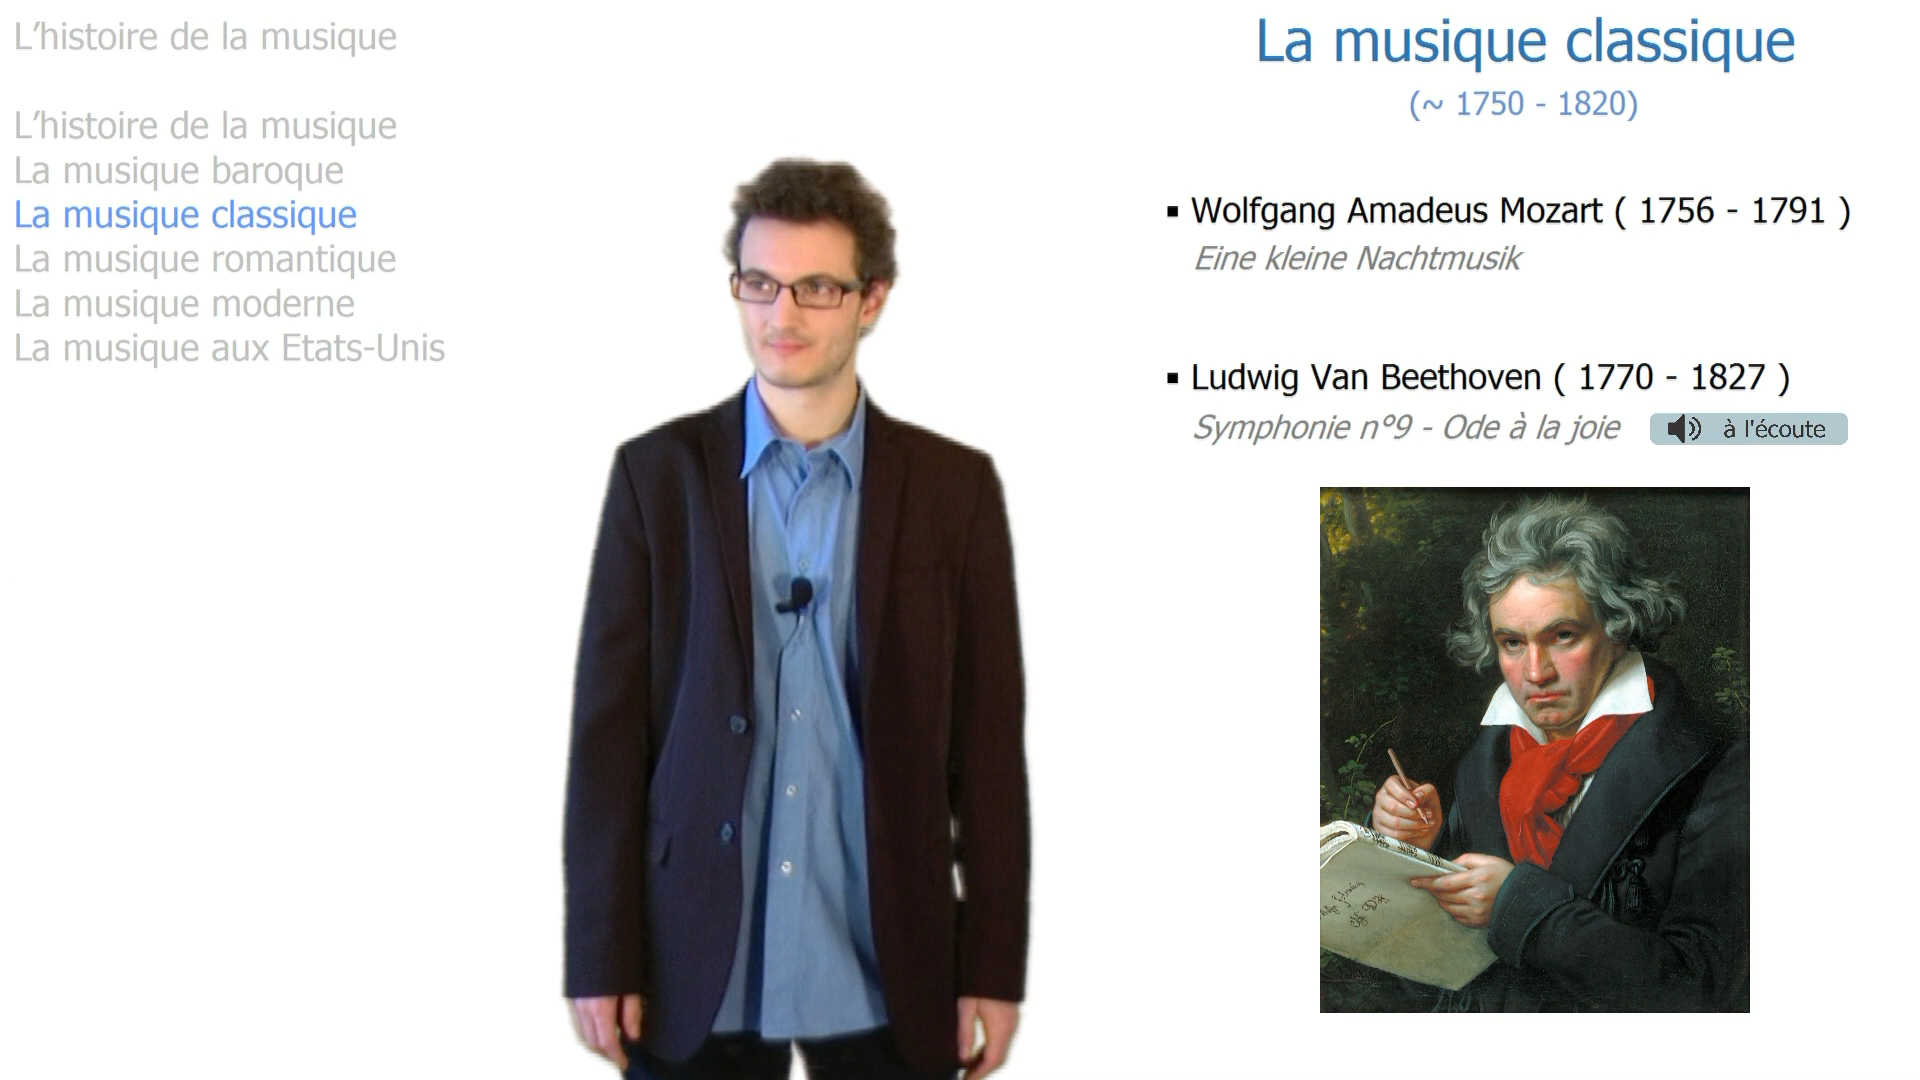 L’histoire de la musique
L’histoire de la musique
La musique baroque
La musique classique
La musique romantique
La musique moderne
La musique aux Etats-Unis
La musique classique
(~ 1750 - 1820)
▪ Wolfgang Amadeus Mozart ( 1756 - 1791 )
Eine kleine Nachtmusik
▪ Ludwig Van Beethoven ( 1770 - 1827 )
Symphonie n°9 - Ode à la joie
à l'écoute